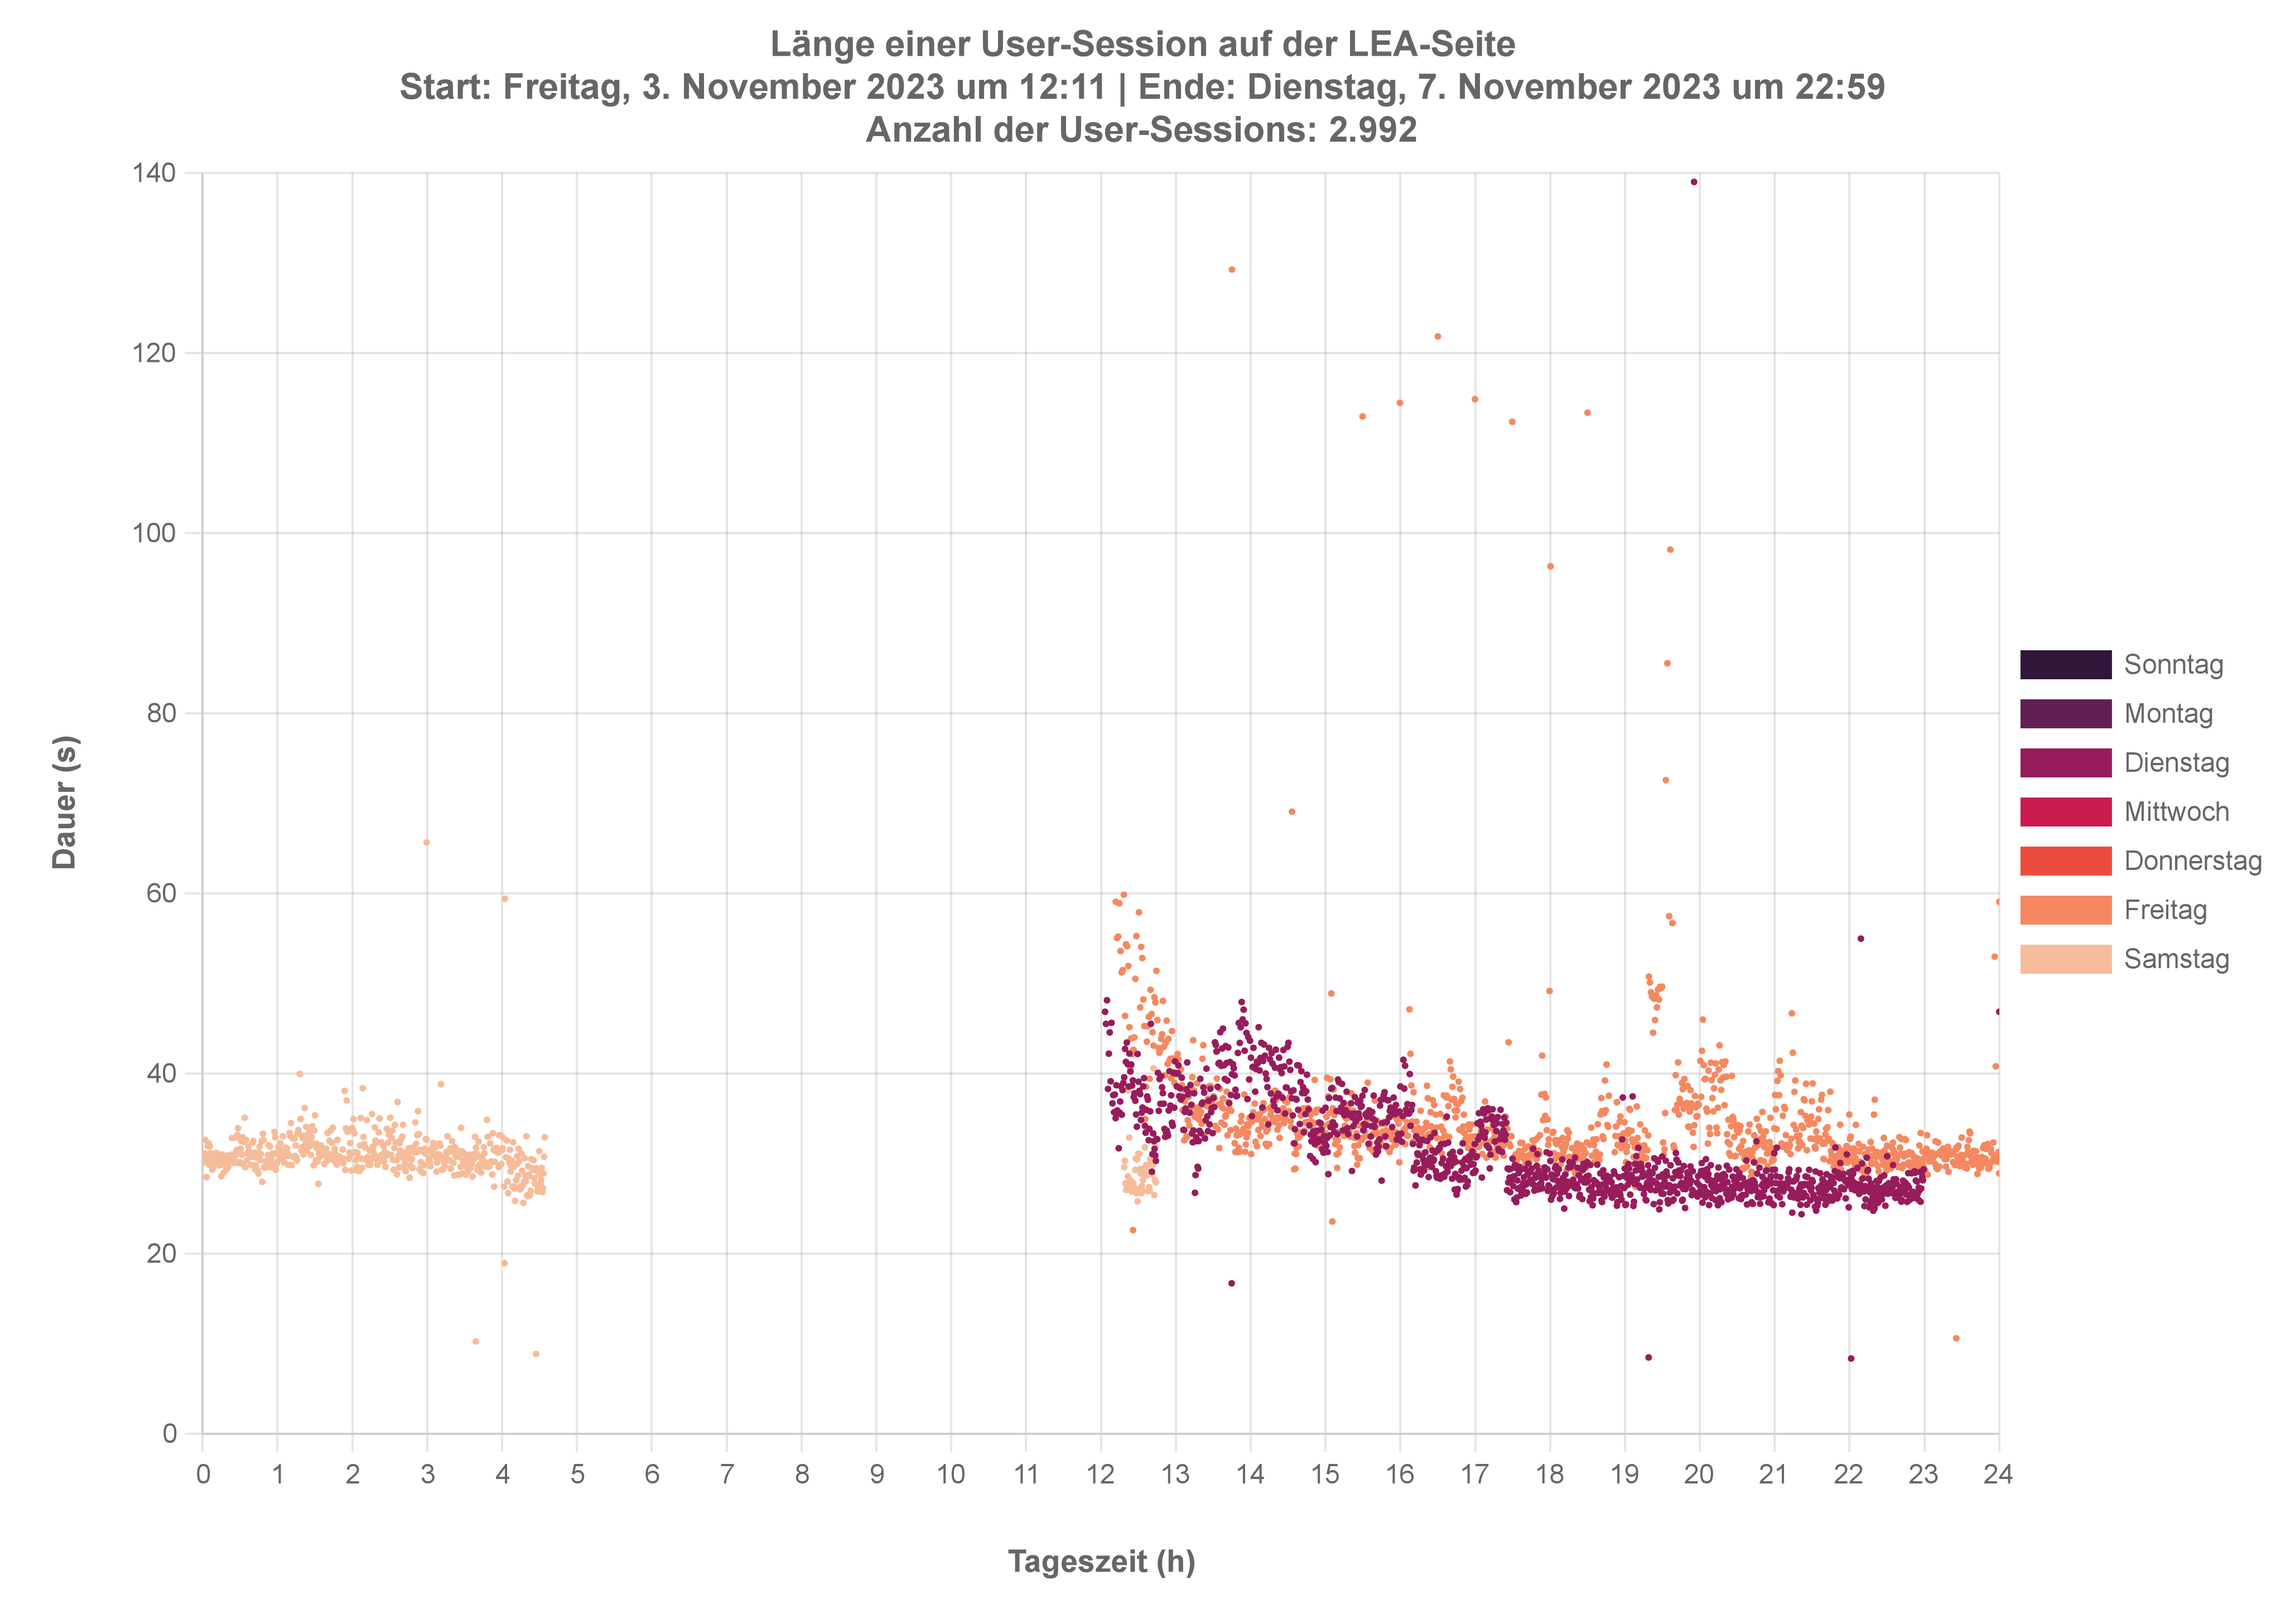 Länge einer User-Session auf der LEA-Seite
Start: Freitag, 3. November 2023 um 12:11 | Ende: Dienstag, 7. November 2023 um 22:59
Anzahl der User-Sessions: 2.992
140
120
100
80
60
40
20
0
Dauer (s)
0 1 2 3 4 5 6 7 8 9 10 11 12 13 14 15 16 17 18 19 20 21 22 23 24
Tageszeit (h)
Sonntag
Montag
Dienstag
Mittwoch
Donnerstag
Freitag
Samstag